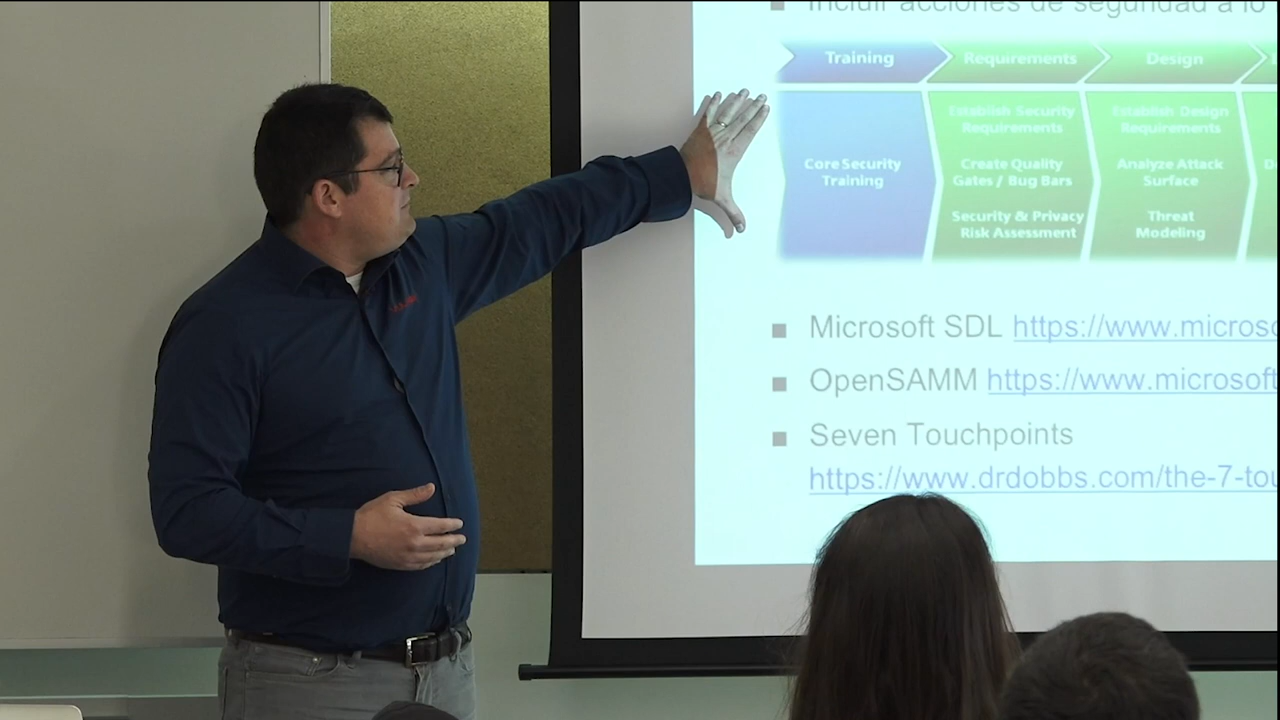 Incluir acciones de seguridad a lo
Training
Requirements
Design
Core Security
Training
Establish Security
Requirements
Create Quality
Gates / Bug Bars
Security & Privacy
Risk Assessment
Establish Design
Requirements
Analyze Attack
Surface
Threat
Modeling
Microsoft SDL https://www.microsc
OpenSAMM https://www.microsoft
Seven Touchpoints
https://www.drdobbs.com/the-7-tou